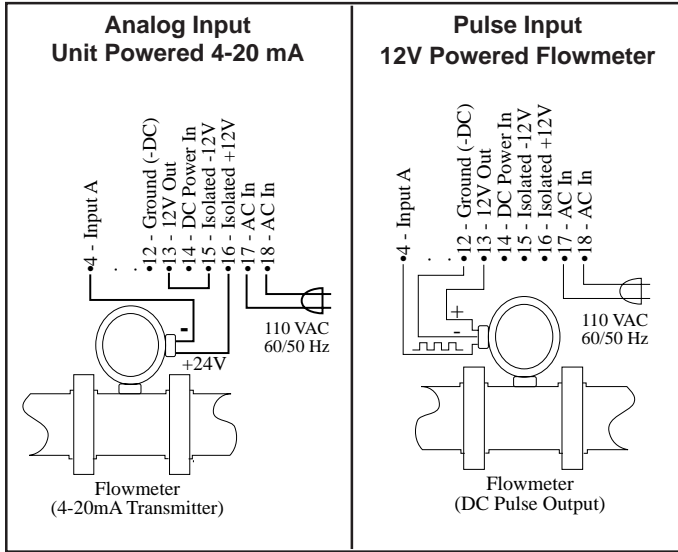 Analog Input
Unit Powered 4-20 mA
4 - Input A
12 - Ground (-DC)
13 - 12V Out
14 - DC Power In
15 - Isolated -12V
16 - Isolated +12V
17 - AC In
18 - AC In
-
+24V
110 VAC
60/50 Hz
Flowmeter
(4-20mA Transmitter)
Pulse Input
12V Powered Flowmeter
4 - Input A
12 - Ground (-DC)
13 - 12V Out
14 - DC Power In
15 - Isolated -12V
16 - Isolated +12V
17 - AC In
18 - AC In
+
-
110 VAC
60/50 Hz
Flowmeter
(DC Pulse Output)